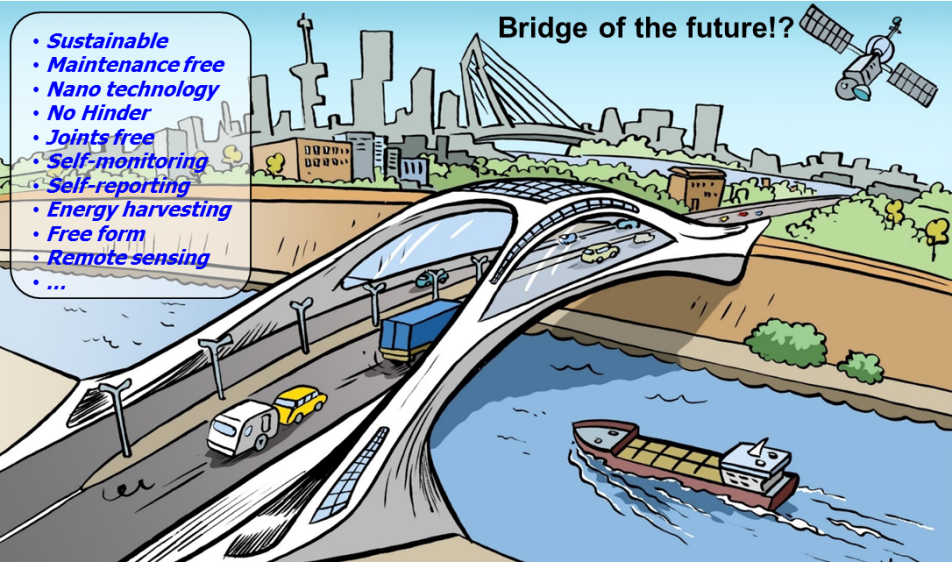 Bridge of the future!?
• Sustainable
• Maintenance free
• Nano technology
• No Hinder
• Joints free
• Self-monitoring
• Self-reporting
• Energy harvesting
• Free form
• Remote sensing
• ...